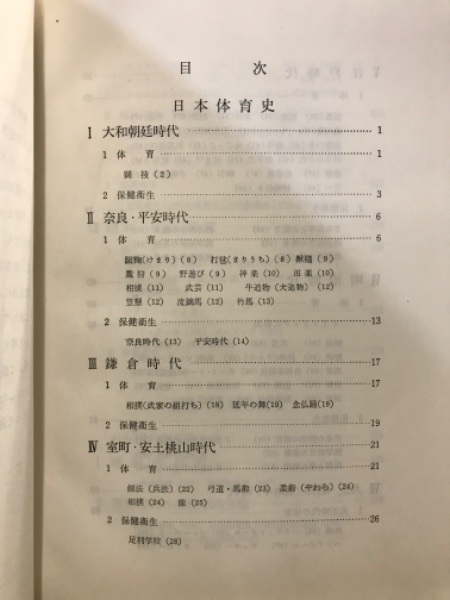 目 次
日本体育史
Ⅰ 大和朝廷時代 1
1 体 育 1
闘技 (2)
2 保健衛生 3
Ⅱ 奈良・平安時代 6
1 体 育 6
蹴鞠(けまり)(6) 打毬(まりうち)(8) 鞦韆 (9)
鷹狩 (9) 野遊び (9) 神楽 (10) 田楽 (10)
相撲 (11) 武芸 (11) 牛追物(犬追物) (12)
笠懸 (12) 流鏑馬 (12) 竹馬 (13)
2 保健衛生 13
奈良時代 (13) 平安時代 (14)
Ⅲ 鎌倉時代 17
1 体 育 17
相撲(武家の組打ち) (18) 延年の舞(19) 念仏踊(19)
2 保健衛生 19
Ⅳ 室町・安土桃山時代 21
1 体 育 21
剣法 (兵法) (22) 弓道・馬術 (23) 柔術 (やわら) (24)
相撲 (24) 能 (25)
2 保健衛生 26
足利学校 (28)